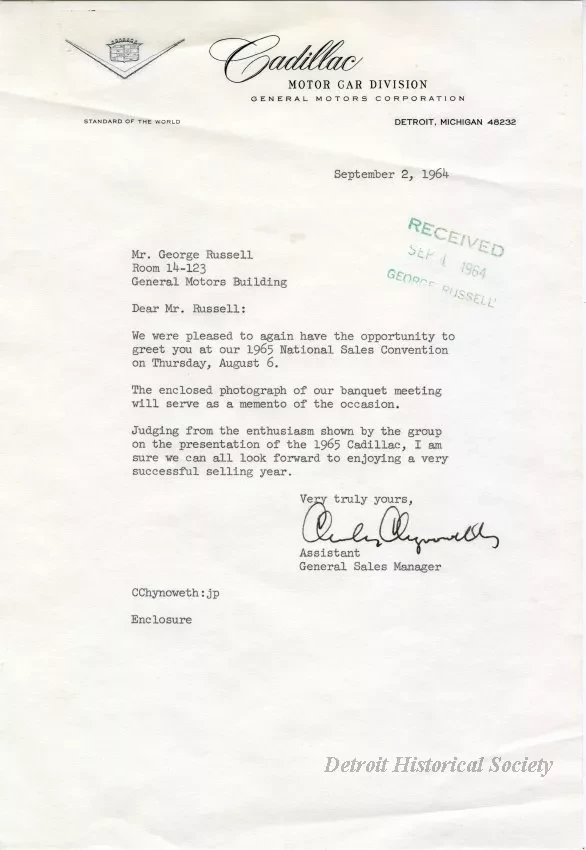 Cadillac
MOTOR CAR DIVISION
GENERAL MOTORS CORPORATION
STANDARD OF THE WORLD
DETROIT, MICHIGAN 48232
September 2, 1964
RECEIVED
SEP 4 1964
GEORGE RUSSELL
Mr. George Russell
Room 14-123
General Motors Building
Dear Mr. Russell:
We were pleased to again have the opportunity to
greet you at our 1965 National Sales Convention
on Thursday, August 6.
The enclosed photograph of our banquet meeting
will serve as a memento of the occasion.
Judging from the enthusiasm shown by the group
on the presentation of the 1965 Cadillac, I am
sure we can all look forward to enjoying a very
successful selling year.
Very truly yours,
Chynoweth
Assistant
General Sales Manager
CChynoweth:jp
Enclosure
Detroit Historical Society